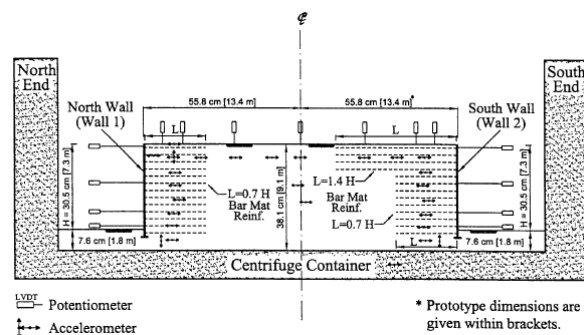 ℄
North
End
South
End
55.8 cm [13.4 m]
55.8 cm [13.4 m]*
North Wall
(Wall 1)
South Wall
(Wall 2)
L
L
H = 30.5 cm [7.3 m]
L=0.7 H
Bar Mat
Reinf.
38.1 cm [9.1 m]
L=1.4 H
Bar Mat
Reinf.
L=0.7 H
H = 30.5 cm [7.3 m]
7.6 cm [1.8 m]
L
7.6 cm [1.8 m]
Centrifuge Container
LVDT
Potentiometer
Accelerometer
* Prototype dimensions are
given within brackets.